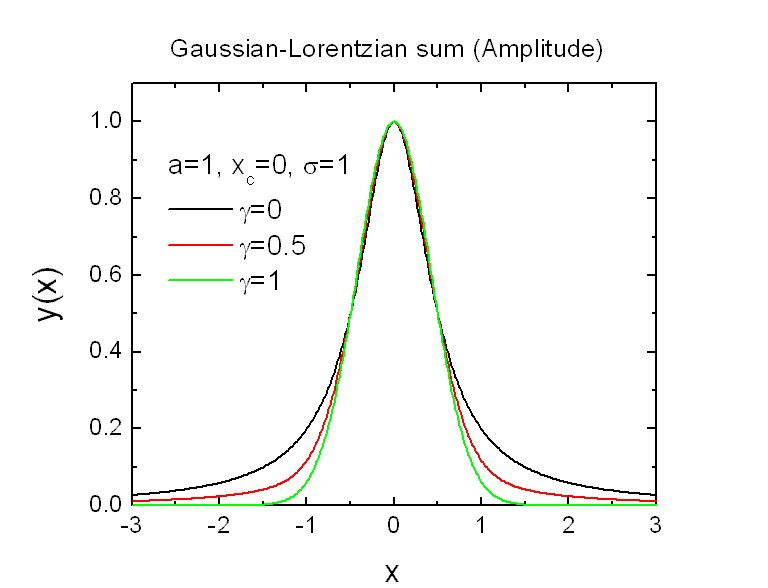 Gaussian-Lorentzian sum (Amplitude)
a=1, x_c=0, σ=1
γ=0
γ=0.5
γ=1
y(x)
1.0
0.8
0.6
0.4
0.2
0.0
-3 -2 -1 0 1 2 3
x